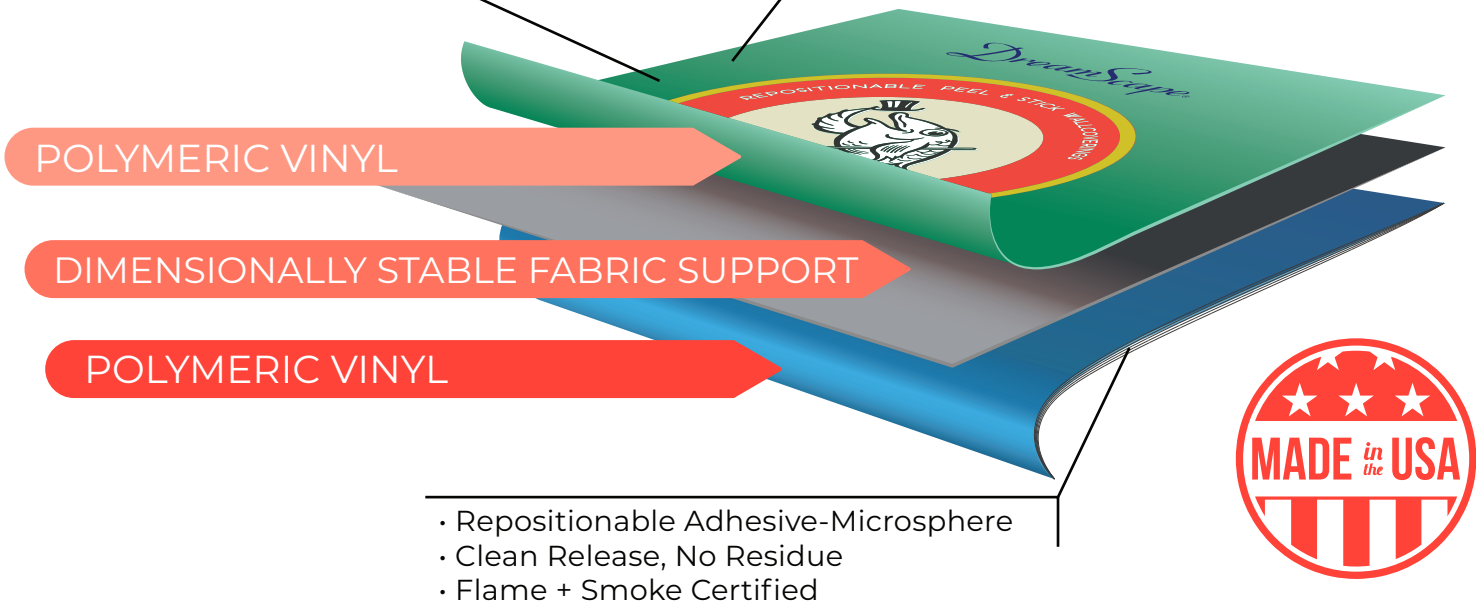 DreamScape
REPOSITIONABLE PEEL & STICK WALLCOVERINGS
POLYMERIC VINYL
DIMENSIONALLY STABLE FABRIC SUPPORT
POLYMERIC VINYL
MADE in the USA
• Repositionable Adhesive-Microsphere
• Clean Release, No Residue
• Flame + Smoke Certified